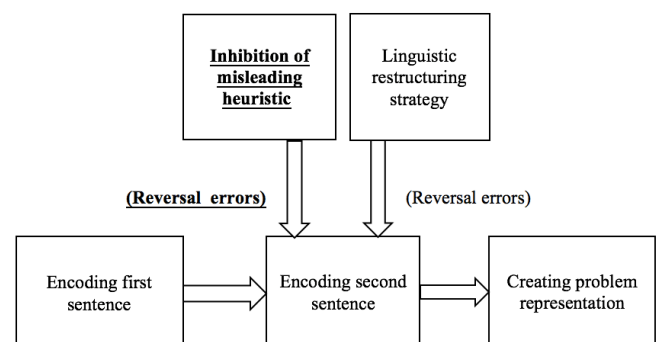 Inhibition of
misleading
heuristic
Linguistic
restructuring
strategy
(Reversal errors)
(Reversal errors)
Encoding first
sentence
Encoding second
sentence
Creating problem
representation